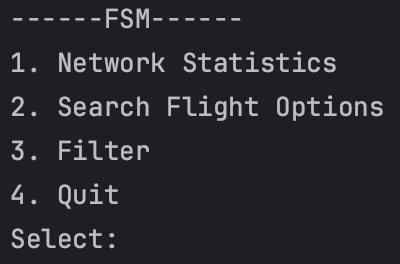 ------FSM------
1. Network Statistics
2. Search Flight Options
3. Filter
4. Quit
Select: